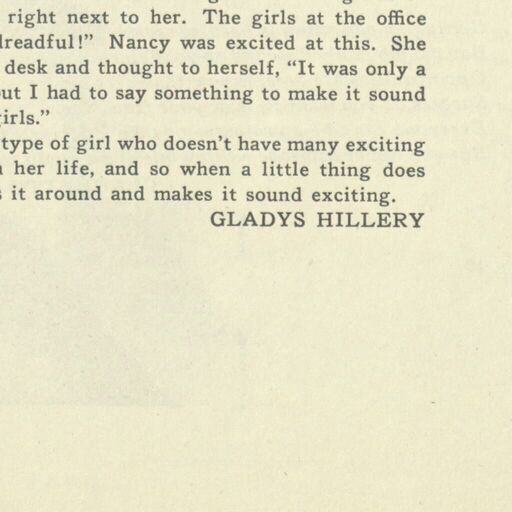 right next to her. The girls at the office
dreadful!" Nancy was excited at this. She
desk and thought to herself, "It was only a
but I had to say something to make it sound
girls."
type of girl who doesn't have many exciting
her life, and so when a little thing does
it around and makes it sound exciting.
GLADYS HILLERY